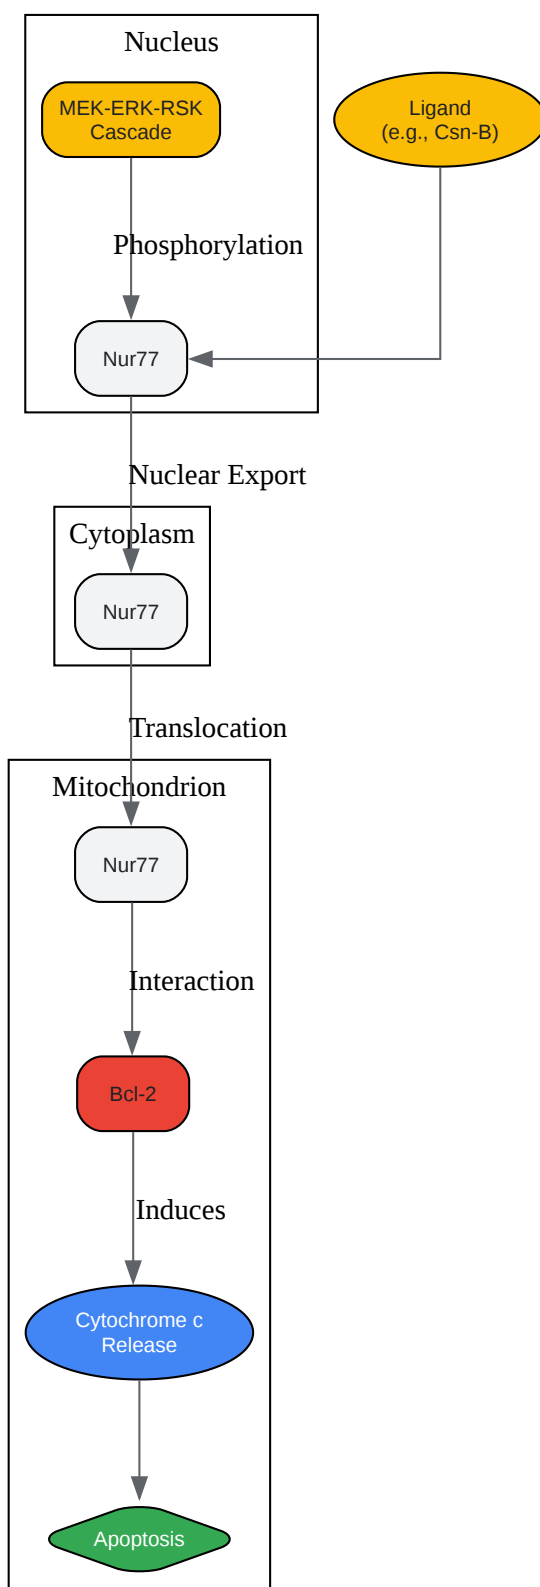 Nucleus
MEK-ERK-RSK
Cascade
Ligand
(e.g., Csn-B)
Phosphorylation
Nur77
Nuclear Export
Cytoplasm
Nur77
Translocation
Mitochondrion
Nur77
Interaction
Bcl-2
Induces
Cytochrome c
Release
Apoptosis